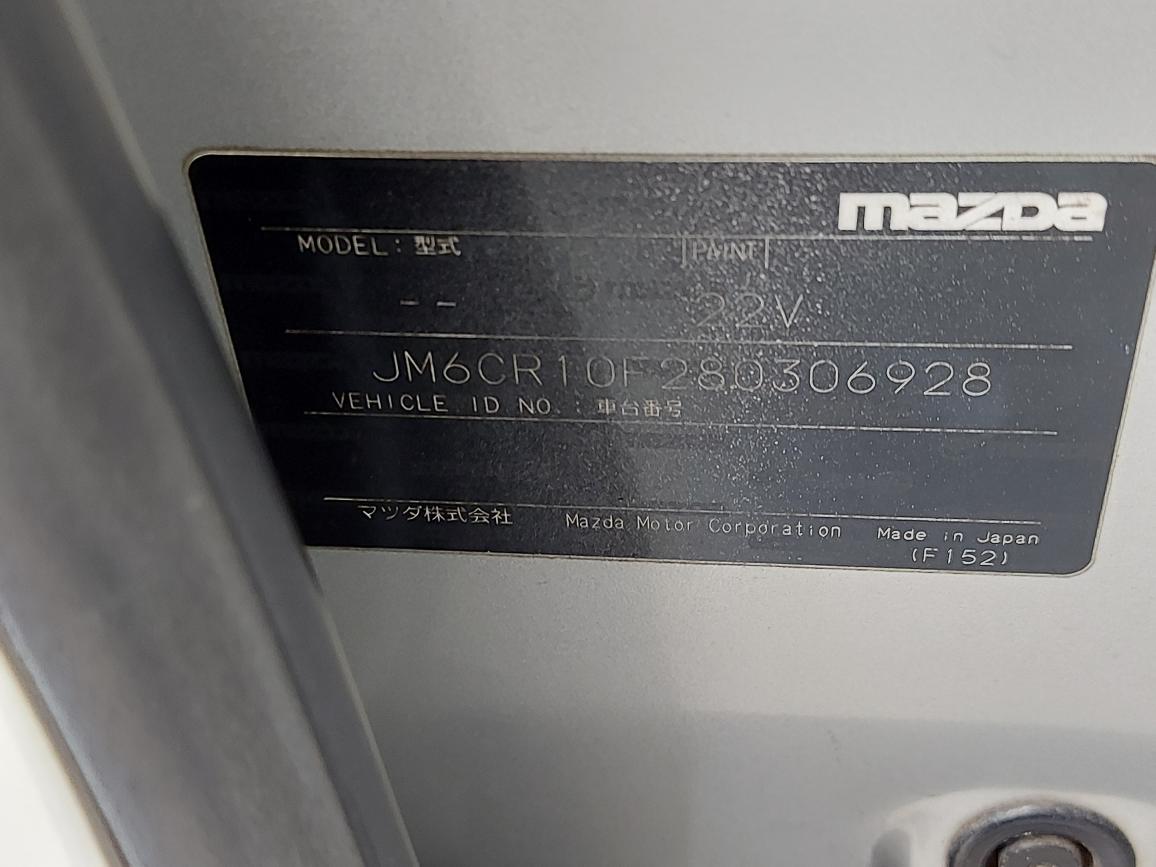 mazda
MODEL: 型式 PAINT
-- 22V
JM6CR10F280306928
VEHICLE ID NO : 車台番号
マツダ株式会社 Mazda Motor Corporation Made in Japan
(F152)